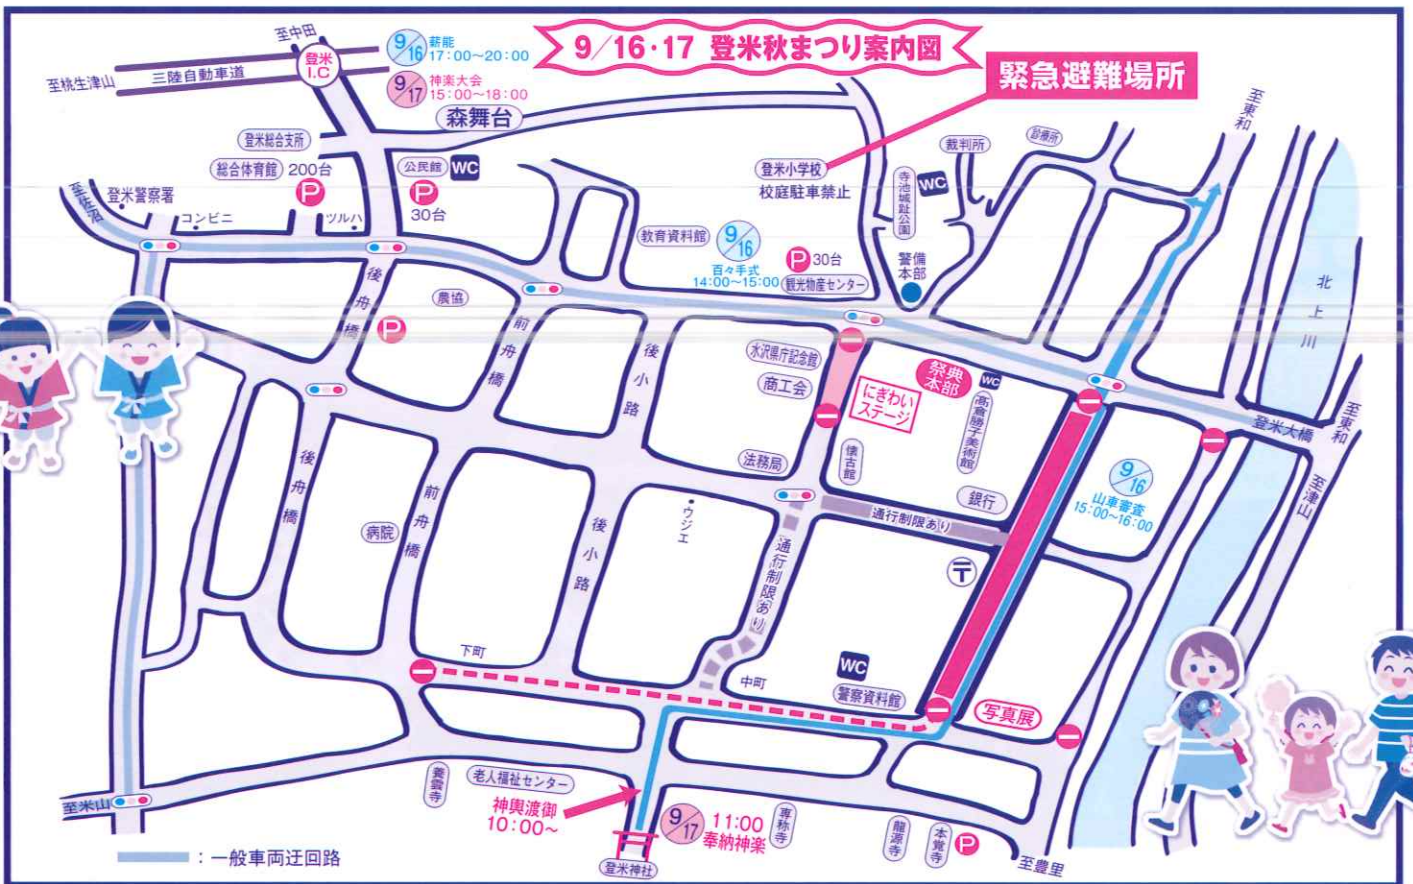 9/16・17 登米秋まつり案内図
緊急避難場所
至中田
登米
I.C
至桃生津山
三陸自動車道
9/16
薪能
17:00〜20:00
9/17
神楽大会
15:00〜18:00
森舞台
登米総合支所
総合体育館
200台
P
公民館
WC
P
30台
登米小学校
校庭駐車禁止
裁判所
診療所
至東和
寺池城趾公園
WC
至佐沼
登米警察署
コンビニ
ツルハ
教育資料館
9/16
百々手式
14:00〜15:00
P
30台
観光物産センター
警備
本部
北上川
後舟橋
農協
P
前舟橋
後小路
水沢県庁記念館
商工会
にぎわい
ステージ
祭典
本部
WC
髙倉勝子美術館
登米大橋
至東和
至津山
懐古館
法務局
銀行
9/16
山車審査
15:00〜16:00
通行制限あり
後舟橋
前舟橋
病院
後小路
ウジエ
通行制限あり
〒
下町
中町
WC
警察資料館
写真展
至米山
養雲寺
老人福祉センター
神輿渡御
10:00〜
9/17
11:00
奉納神楽
専称寺
龍源寺
本覚寺
P
至豊里
登米神社
：一般車両迂回路